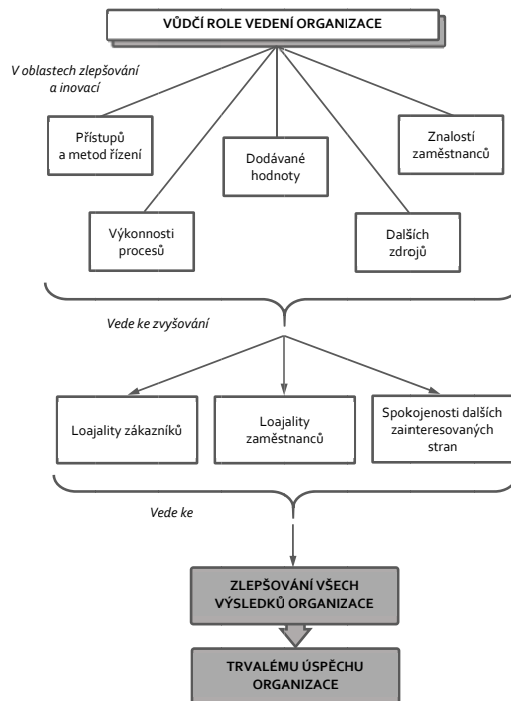 VŮDČÍ ROLE VEDENÍ ORGANIZACE
V oblastech zlepšování
a inovací
Přístupů
a metod řízení
Dodávané
hodnoty
Znalostí
zaměstnanců
Výkonnosti
procesů
Dalších
zdrojů
Vede ke zvyšování
Loajality zákazníků
Loajality
zaměstnanců
Spokojenosti dalších
zainteresovaných
stran
Vede ke
ZLEPŠOVÁNÍ VŠECH
VÝSLEDKŮ ORGANIZACE
TRVALÉMU ÚSPĚCHU
ORGANIZACE